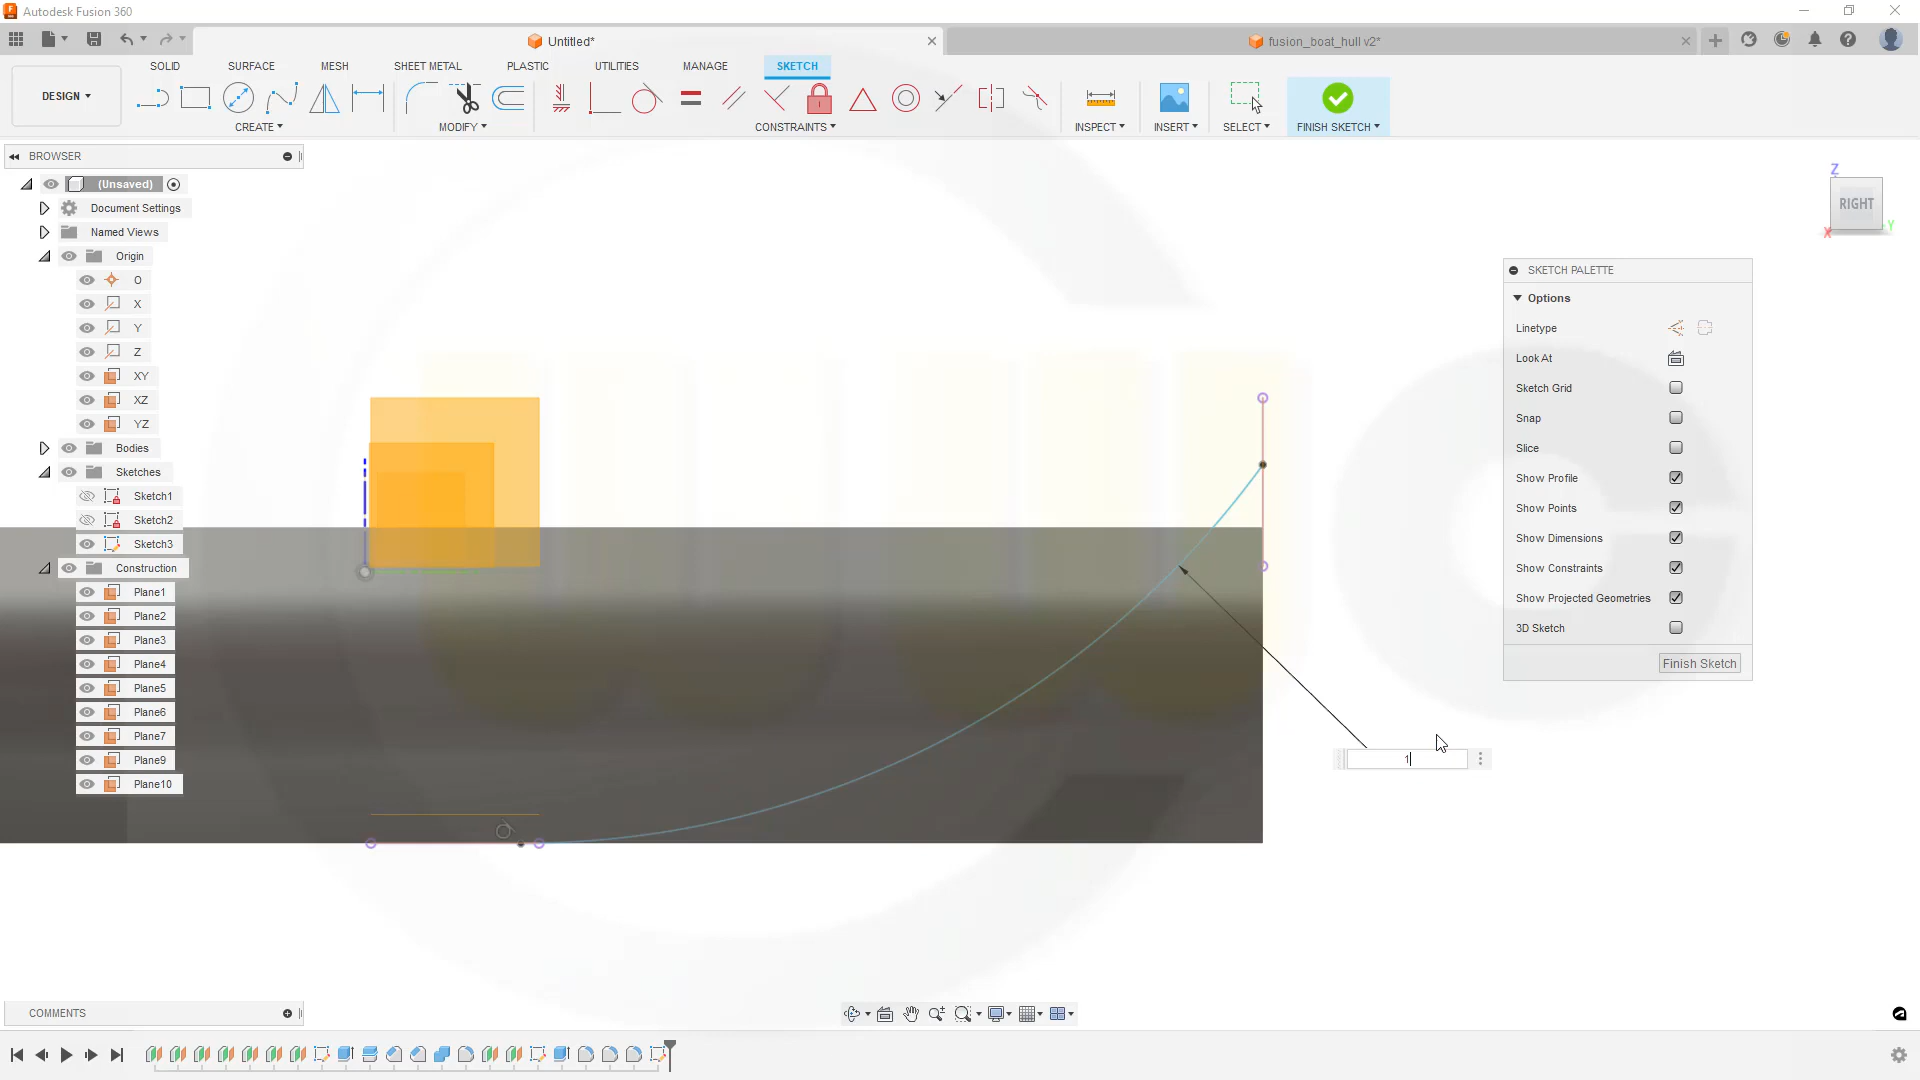 Autodesk Fusion 360
Untitled*
fusion_boat_hull v2*
SOLID
SURFACE
MESH
SHEET METAL
PLASTIC
UTILITIES
MANAGE
SKETCH
DESIGN
CREATE
MODIFY
CONSTRAINTS
INSPECT
INSERT
SELECT
FINISH SKETCH
BROWSER
(Unsaved)
Document Settings
Named Views
Origin
O
X
Y
Z
XY
XZ
YZ
Bodies
Sketches
Sketch1
Sketch2
Sketch3
Construction
Plane1
Plane2
Plane3
Plane4
Plane5
Plane6
Plane7
Plane9
Plane10
Z
RIGHT
X
Y
SKETCH PALETTE
Options
Linetype
Look At
Sketch Grid
Snap
Slice
Show Profile
Show Points
Show Dimensions
Show Constraints
Show Projected Geometries
3D Sketch
Finish Sketch
1
COMMENTS